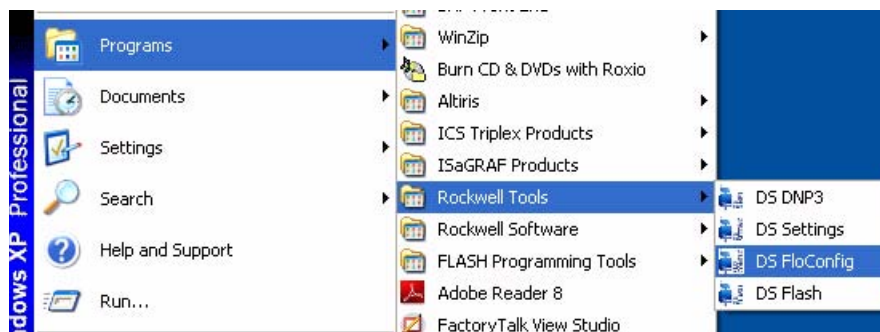 Programs
Documents
Settings
Search
Help and Support
Run...
WinZip
Burn CD & DVDs with Roxio
Altiris
ICS Triplex Products
ISaGRAF Products
Rockwell Tools
Rockwell Software
FLASH Programming Tools
Adobe Reader 8
FactoryTalk View Studio
DS DNP3
DS Settings
DS FloConfig
DS Flash
ndows XP Professional